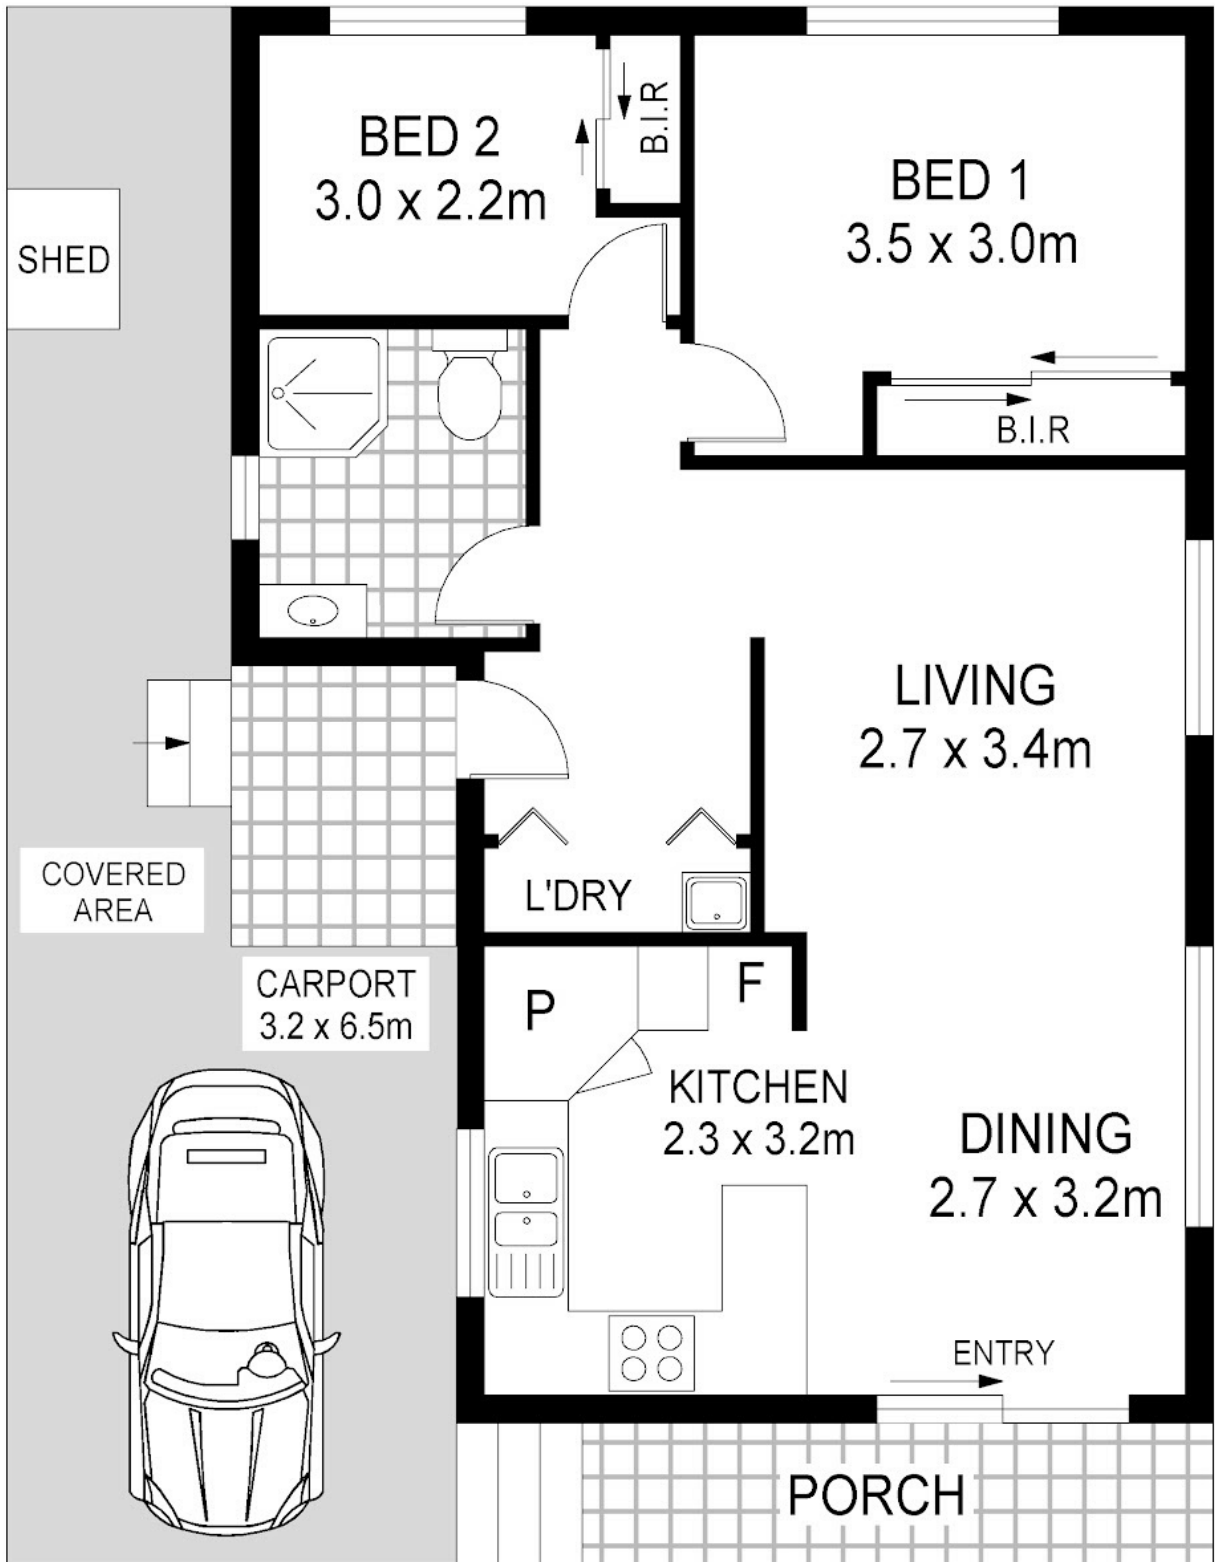 BED 2
3.0 x 2.2m
B.I.R
BED 1
3.5 x 3.0m
SHED
B.I.R
LIVING
2.7 x 3.4m
COVERED
AREA
L'DRY
CARPORT
3.2 x 6.5m
P
F
KITCHEN
2.3 x 3.2m
DINING
2.7 x 3.2m
ENTRY
PORCH